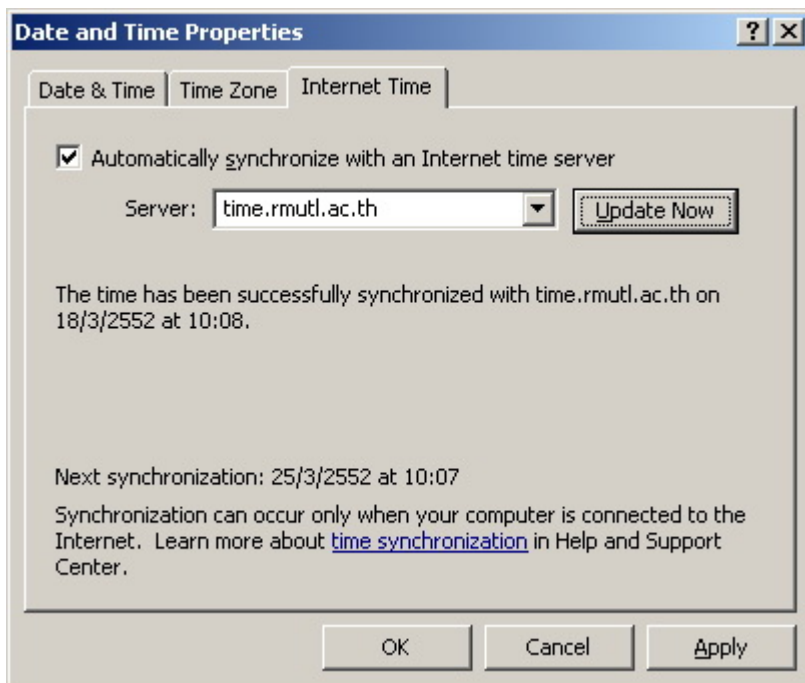 Date and Time Properties
Date & Time
Time Zone
Internet Time
Automatically synchronize with an Internet time server
Server: time.rmutl.ac.th
Update Now
The time has been successfully synchronized with time.rmutl.ac.th on
18/3/2552 at 10:08.
Next synchronization: 25/3/2552 at 10:07
Synchronization can occur only when your computer is connected to the
Internet. Learn more about time synchronization in Help and Support
Center.
OK
Cancel
Apply